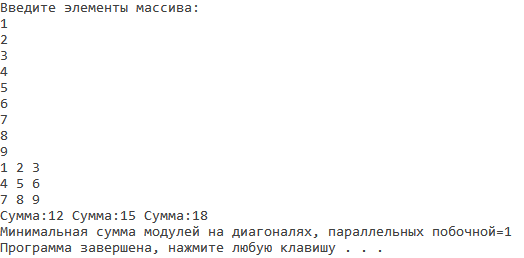 Введите элементы массива:
1
2
3
4
5
6
7
8
9
1 2 3
4 5 6
7 8 9
Сумма:12 Сумма:15 Сумма:18
Минимальная сумма модулей на диагоналях, параллельных побочной=1
Программа завершена, нажмите любую клавишу . . .